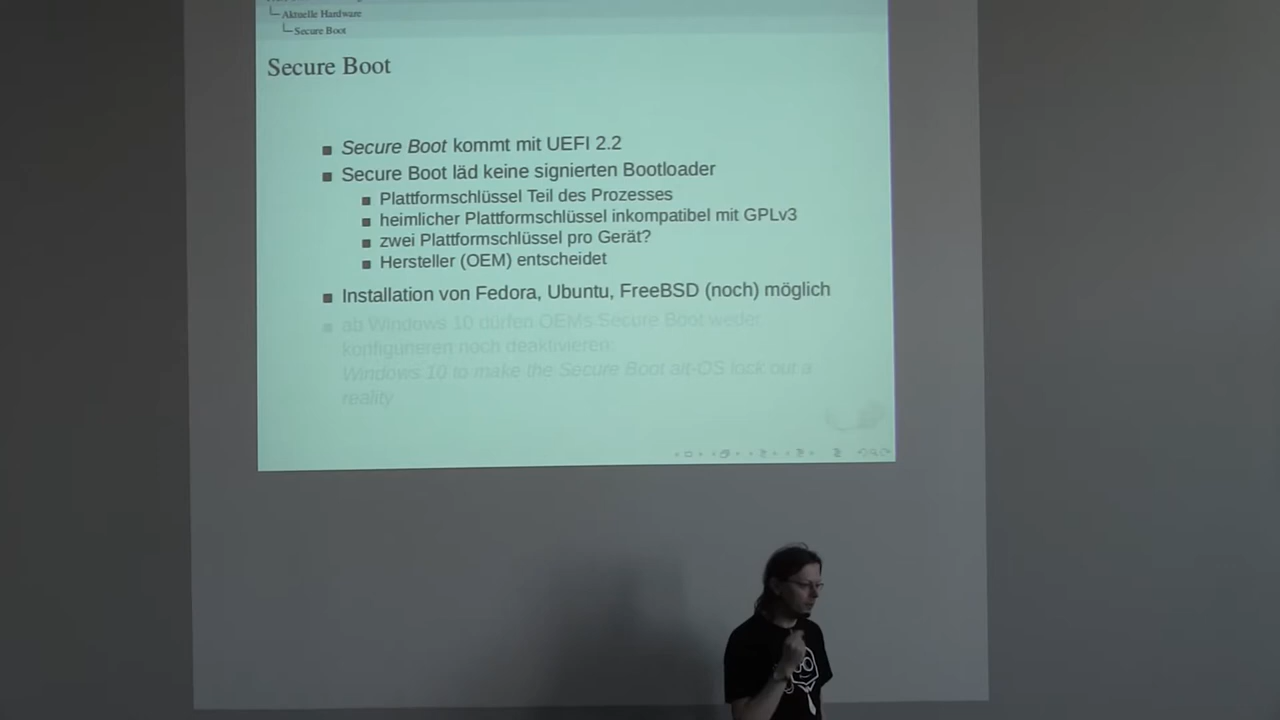 Aktuelle Hardware
Secure Boot
Secure Boot
Secure Boot kommt mit UEFI 2.2
Secure Boot läd keine signierten Bootloader
Plattformschlüssel Teil des Prozesses
heimlicher Plattformschlüssel inkompatibel mit GPLv3
zwei Plattformschlüssel pro Gerät?
Hersteller (OEM) entscheidet
Installation von Fedora, Ubuntu, FreeBSD (noch) möglich
ab Windows 10 dürfen OEMs Secure Boot weder
konfigurieren noch deaktivieren:
Windows 10 to make the Secure Boot alt-OS lock out a
reality